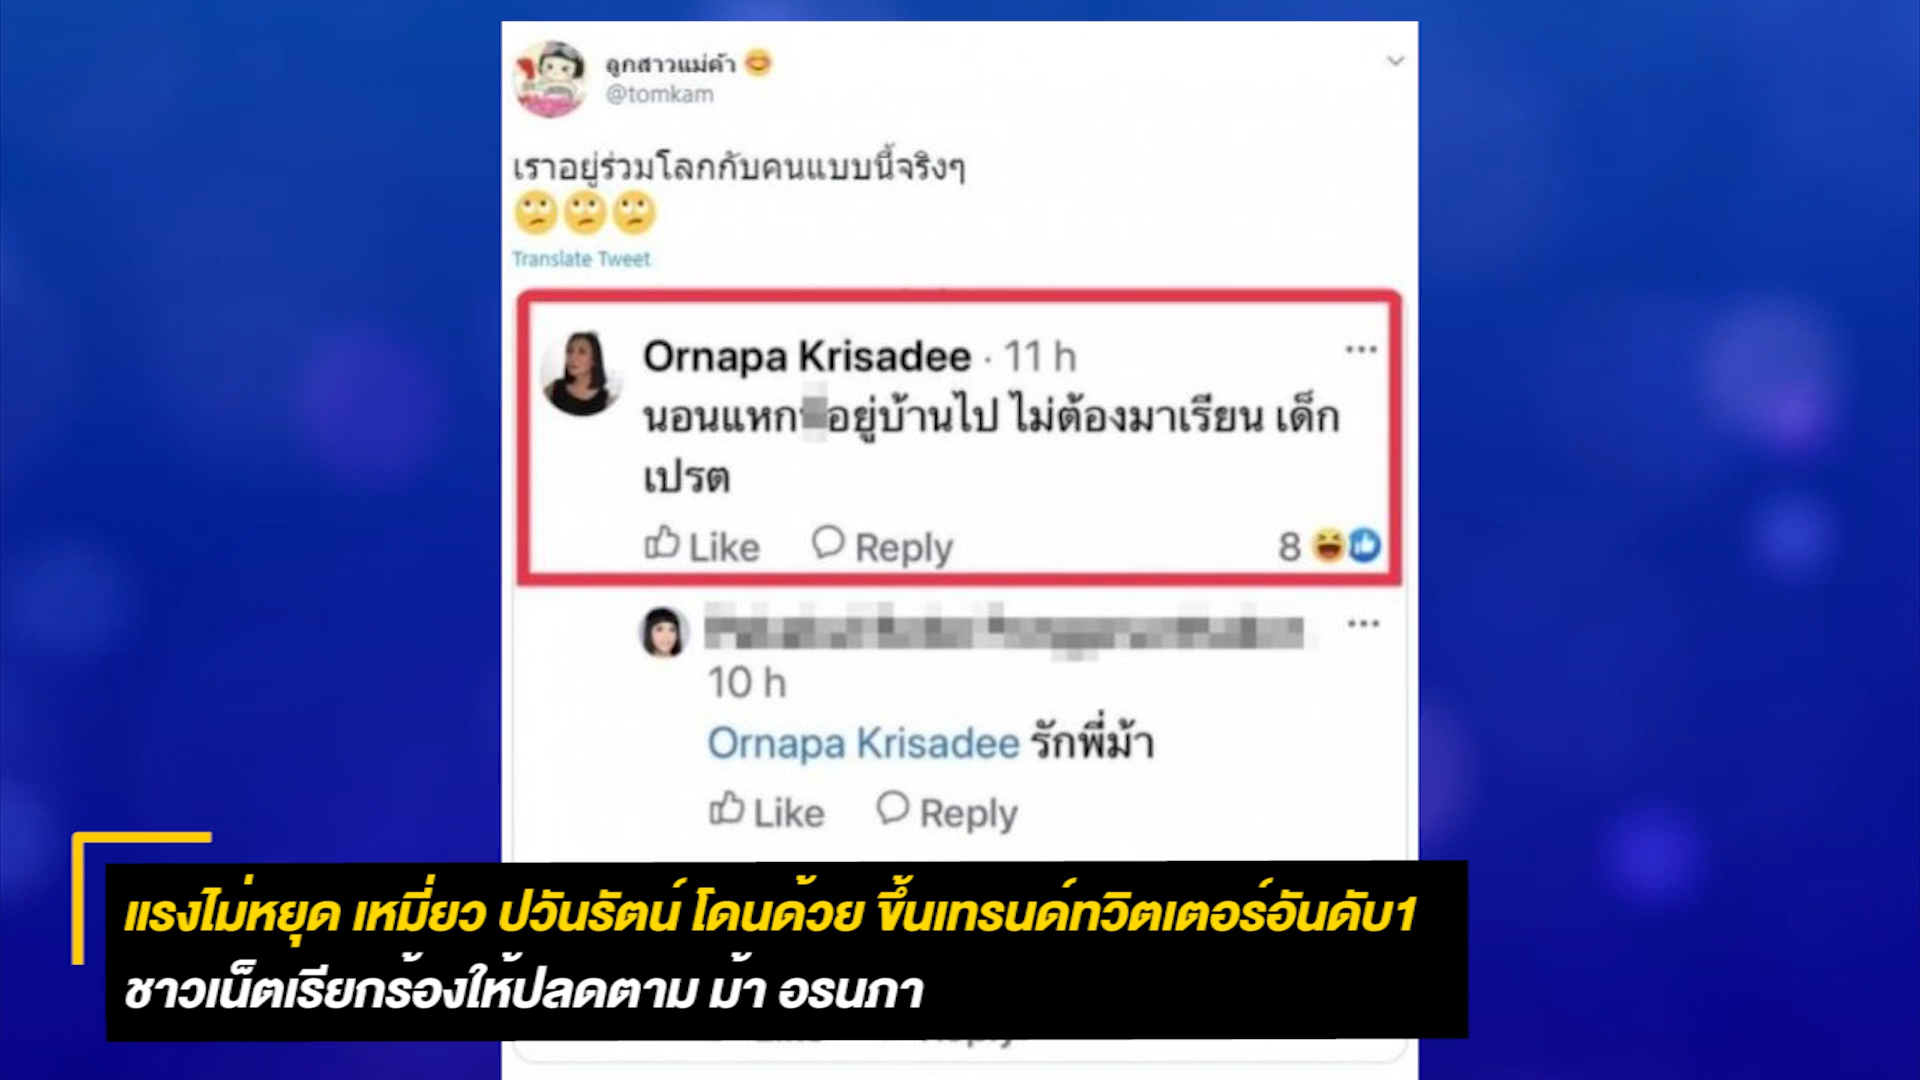 ลูกสาวแม่ค้า 😊
@tomkam
เราอยู่ร่วมโลกกับคนแบบนี้จริงๆ
🙄🙄🙄
Translate Tweet
Ornapa Krisadee · 11 h
นอนแหก อยู่บ้านไป ไม่ต้องมาเรียน เด็ก
เปรต
Like Reply 8
10 h
Ornapa Krisadee รักพี่ม้า
Like Reply
แรงไม่หยุด เหมี่ยว ปวันรัตน์ โดนด้วย ขึ้นเทรนด์ทวิตเตอร์อันดับ1
ชาวเน็ตเรียกร้องให้ปลดตาม ม้า อรนภา